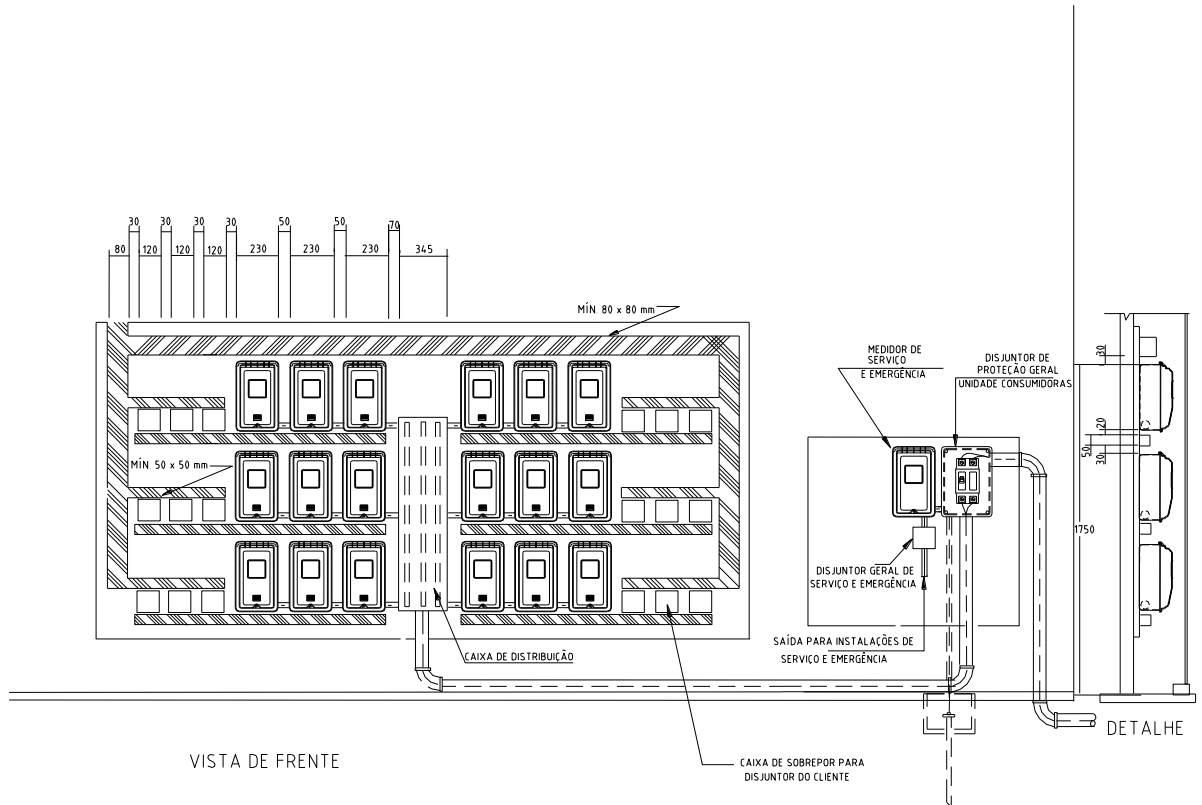 30 30 30 30 50 50 70
80 120 120 120 230 230 230 345
MÍN. 80 x 80 mm
MÍN. 50 x 50 mm
MEDIDOR DE
SERVIÇO
E EMERGÊNCIA
DISJUNTOR DE
PROTEÇÃO GERAL
UNIDADE CONSUMIDORAS
30
20
50
30
1750
DISJUNTOR GERAL DE
SERVIÇO E EMERGÊNCIA
SAÍDA PARA INSTALAÇÕES DE
SERVIÇO E EMERGÊNCIA
CAIXA DE DISTRIBUIÇÃO
DETALHE
VISTA DE FRENTE
CAIXA DE SOBREPOR PARA
DISJUNTOR DO CLIENTE